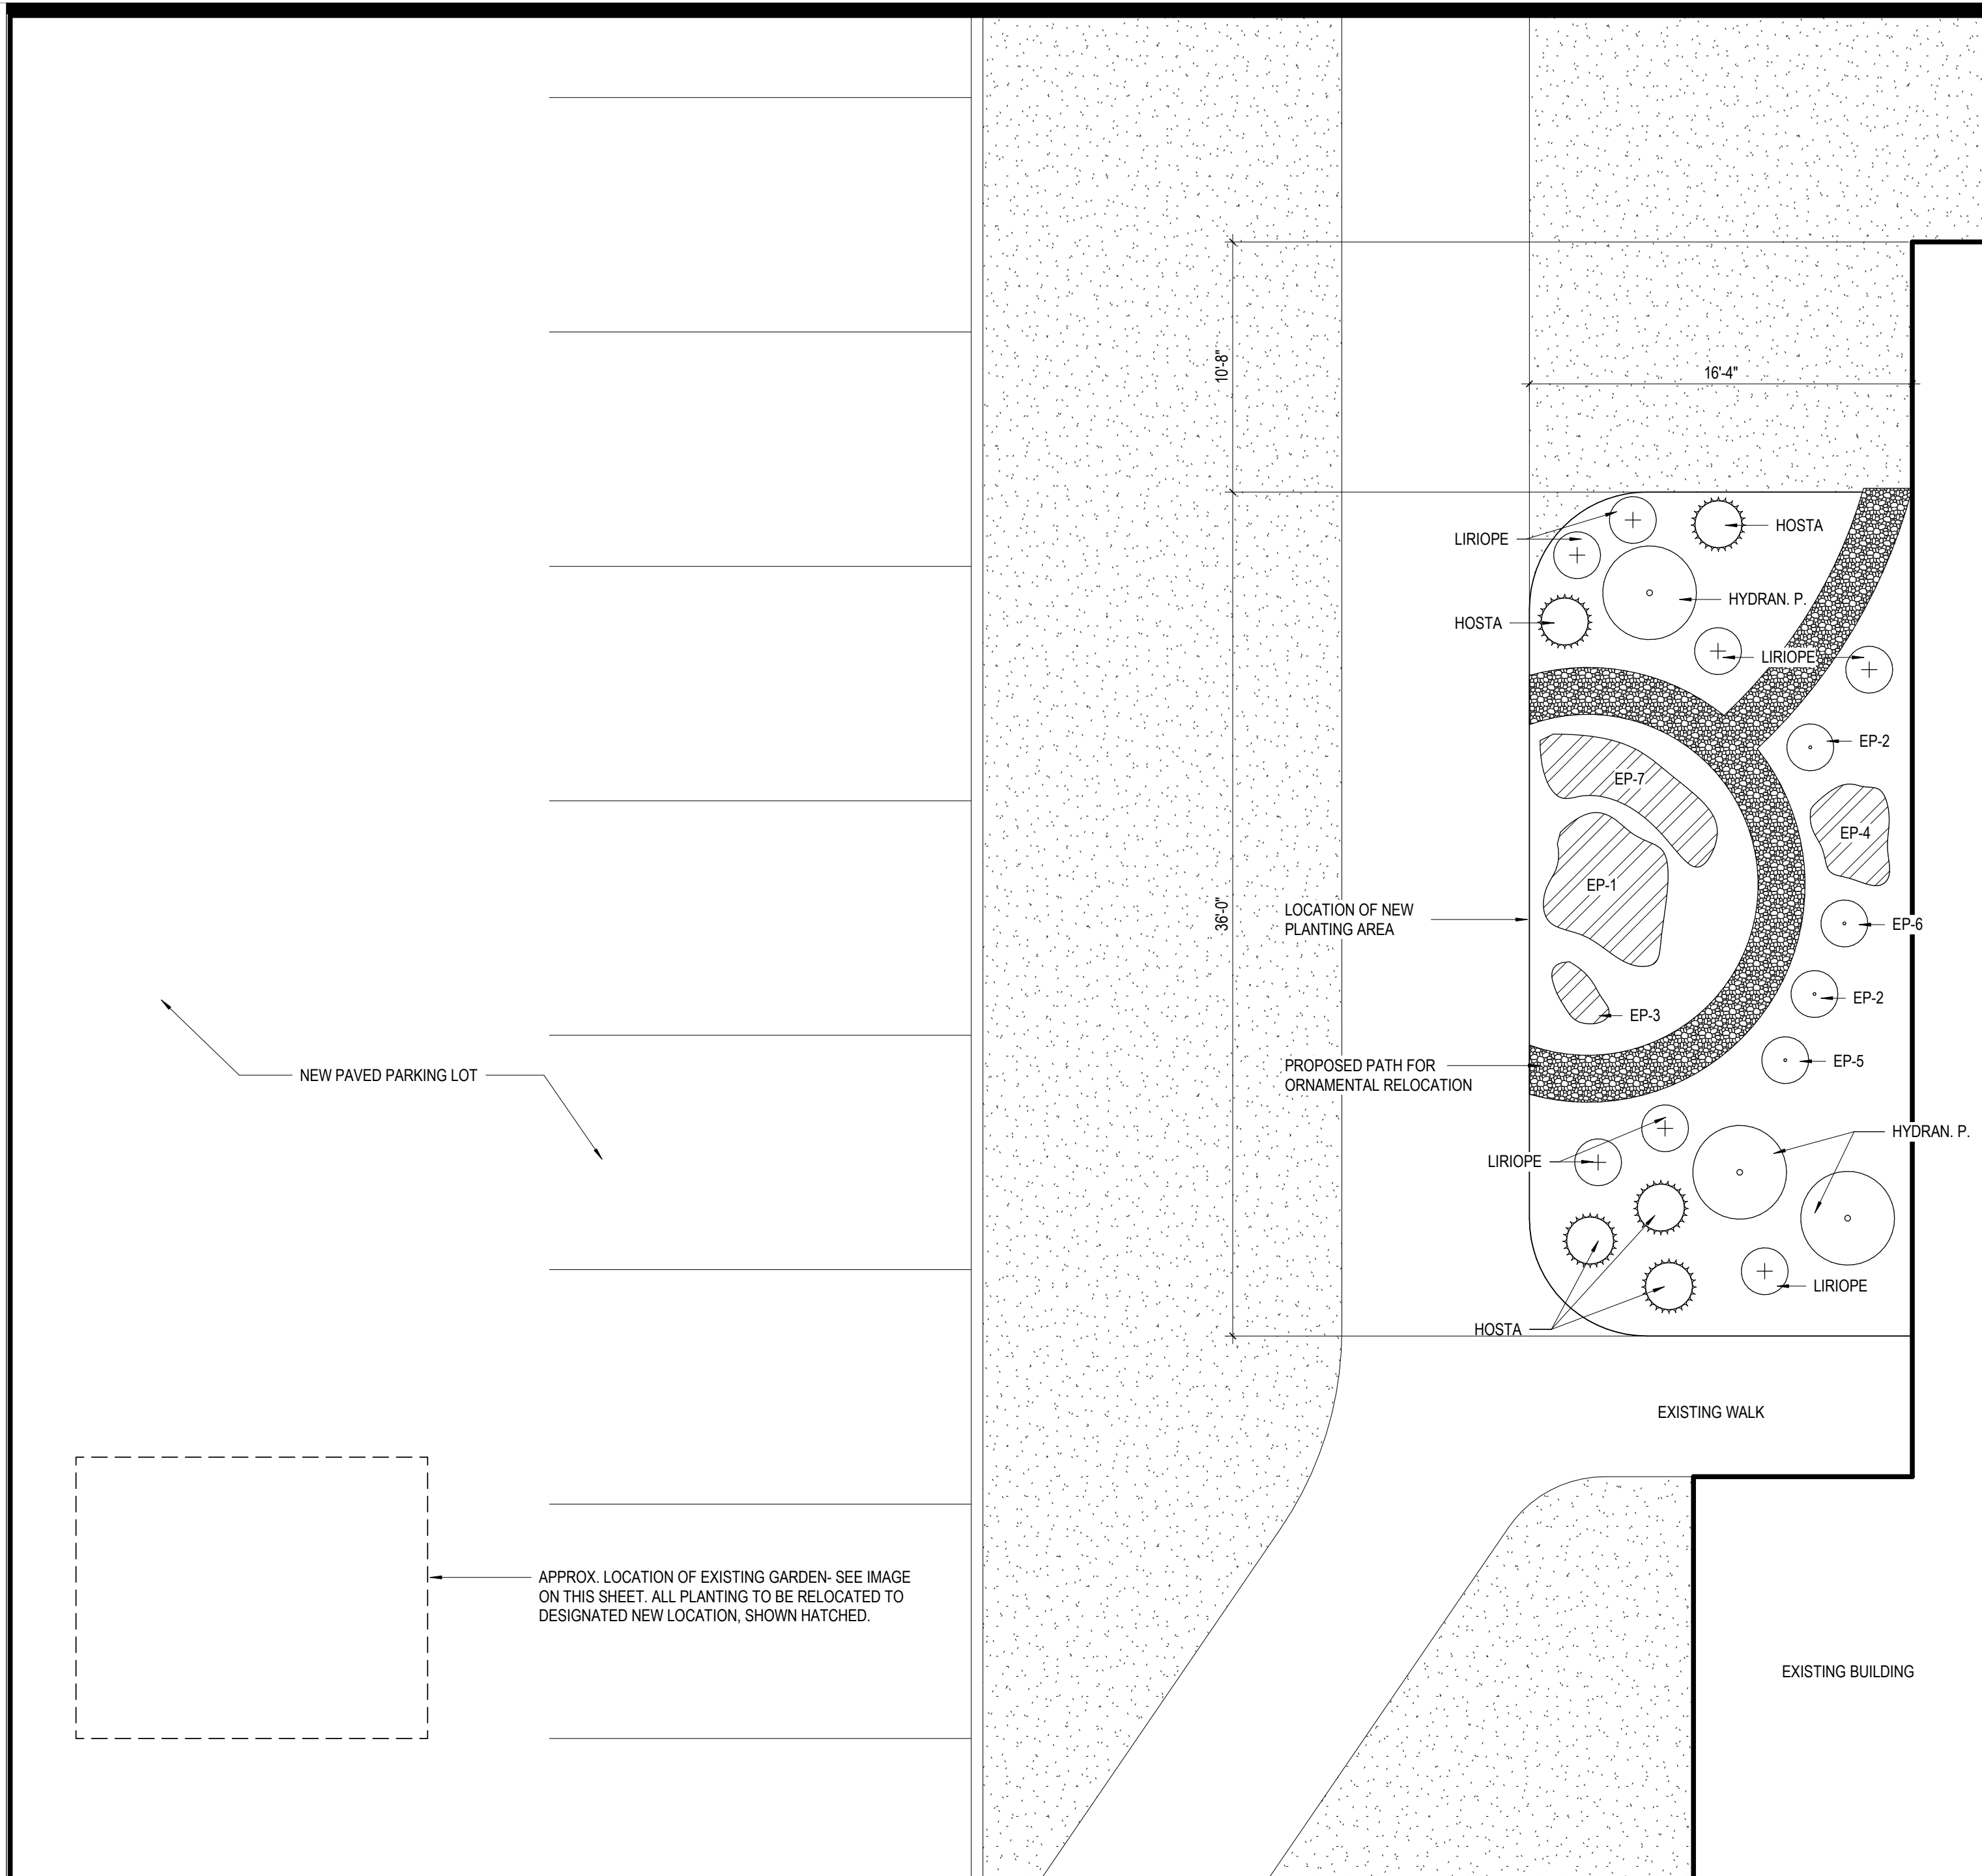 10'-8"
16'-4"
LIRIOPE
HOSTA
HYDRAN. P.
HOSTA
LIRIOPE
EP-2
EP-7
EP-4
EP-1
36'-0"
LOCATION OF NEW
PLANTING AREA
EP-6
EP-2
EP-3
PROPOSED PATH FOR
ORNAMENTAL RELOCATION
EP-5
NEW PAVED PARKING LOT
HYDRAN. P.
LIRIOPE
LIRIOPE
HOSTA
EXISTING WALK
APPROX. LOCATION OF EXISTING GARDEN- SEE IMAGE
ON THIS SHEET. ALL PLANTING TO BE RELOCATED TO
DESIGNATED NEW LOCATION, SHOWN HATCHED.
EXISTING BUILDING